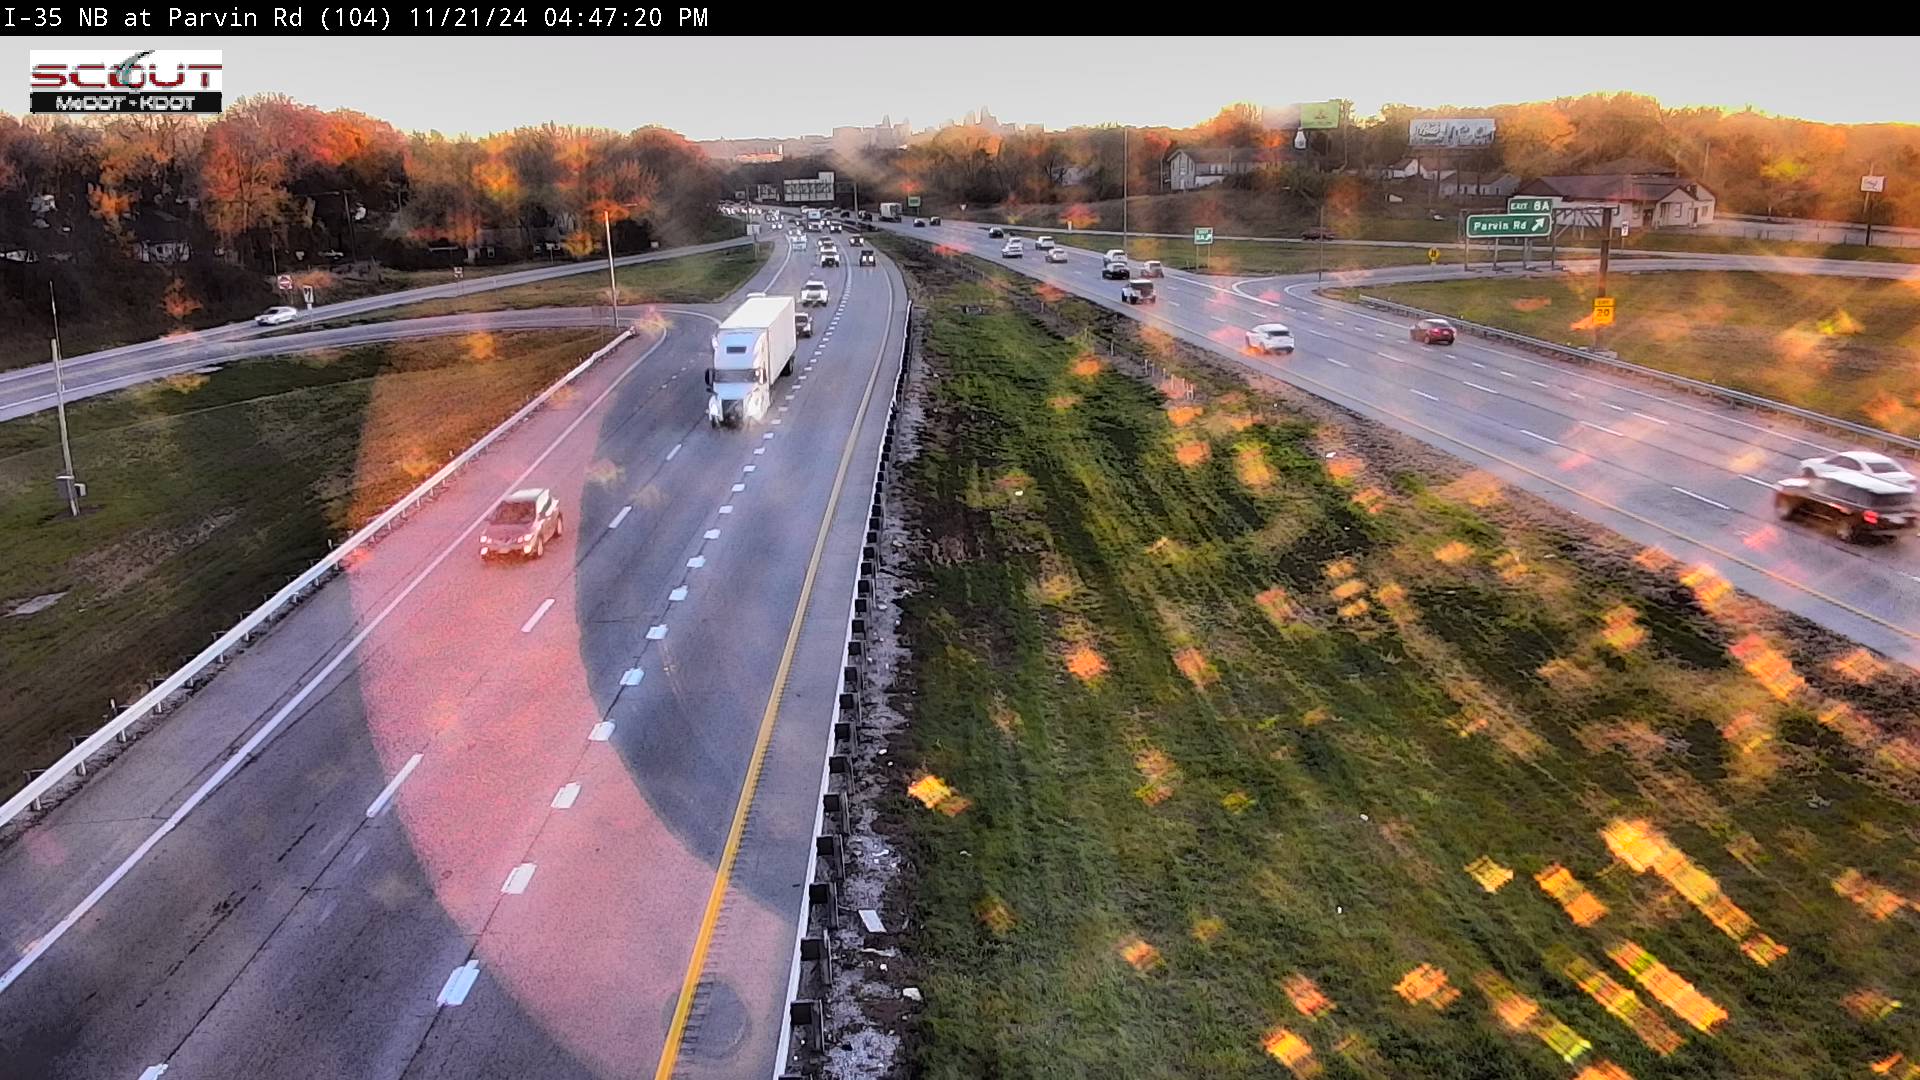 I-35 NB at Parvin Rd (104) 11/21/24 04:47:20 PM
SCOUT
MoDOT - KDOT
EXIT 8A
Parvin Rd
20